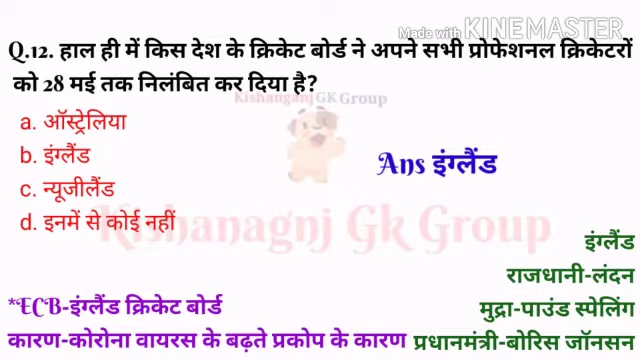 Made with KINEMASTER
Q.12. हाल ही में किस देश के क्रिकेट बोर्ड ने अपने सभी प्रोफेशनल क्रिकेटरों
को 28 मई तक निलंबित कर दिया है?
Kishanganj GK Group
a. ऑस्ट्रेलिया
b. इंग्लैंड
Ans इंग्लैंड
c. न्यूजीलैंड
d. इनमें से कोई नहीं
Kishanagnj Gk Group
इंग्लैंड
राजधानी-लंदन
*ECB-इंग्लैंड क्रिकेट बोर्ड
मुद्रा-पाउंड स्पेलिंग
कारण-कोरोना वायरस के बढ़ते प्रकोप के कारण
प्रधानमंत्री-बोरिस जॉनसन